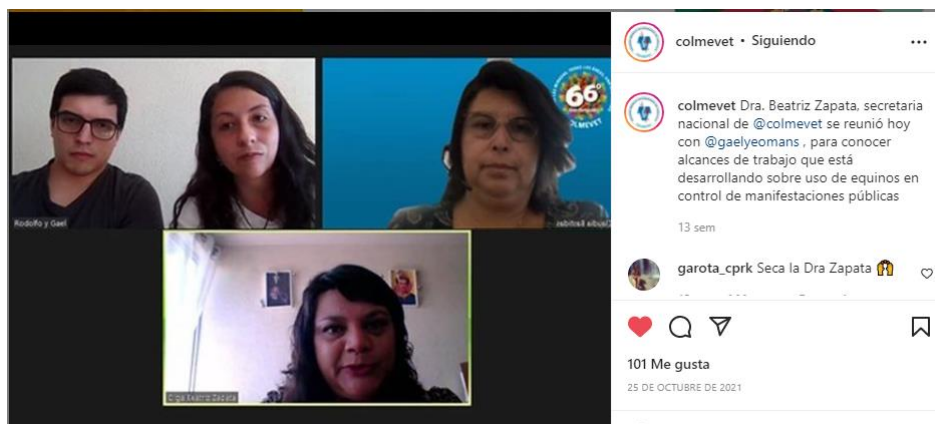 colmevet • Siguiendo
colmevet Dra. Beatriz Zapata, secretaria
nacional de @colmevet se reunió hoy
con @gaelyeomans , para conocer
alcances de trabajo que está
desarrollando sobre uso de equinos en
control de manifestaciones públicas
13 sem
garota_cprk Seca la Dra Zapata
101 Me gusta
25 DE OCTUBRE DE 2021
66°
COLMEVET
Rodolfo y Gael
Olga Beatriz Zapata